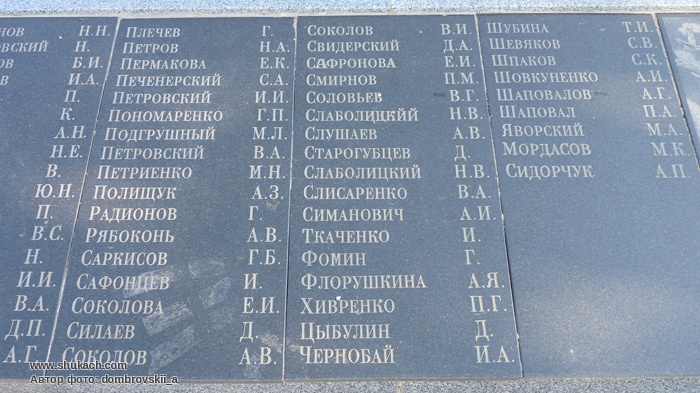 Н.Н.
Н.
Б.И.
И.А.
П.
К.
А.Н.
Н.Е.
В.
Ю.Н.
П.
В.С.
Н.
И.И.
В.А.
Д.П.
А.Г.
ПЛЕЧЕВ Г.
ПЕТРОВ Н.А.
ПЕРМАКОВА Е.К.
ПЕЧЕНЕРСКИЙ С.А.
ПЕТРОВСКИЙ И.И.
ПОНОМАРЕНКО Г.П.
ПОДГРУШНЫЙ М.Л.
ПЕТРОВСКИЙ В.А.
ПЕТРИЕНКО М.Н.
ПОЛИЩУК А.З.
РАДИОНОВ Г.
РЯБОКОНЬ А.В.
САРКИСОВ Г.Б.
САФОНЦЕВ И.
СОКОЛОВА Е.И.
СИЛАЕВ Д.
СОКОЛОВ А.В.
СОКОЛОВ В.И.
СВИДЕРСКИЙ Д.А.
САФРОНОВА Е.И.
СМИРНОВ П.М.
СОЛОВЬЕВ В.Г.
СЛАБОЛИЦКИЙ Н.В.
СЛУШАЕВ А.В.
СТАРОГУБЦЕВ Д.
СЛАБОЛИЦКИЙ Н.В.
СЛИСАРЕНКО В.А.
СИМАНОВИЧ А.И.
ТКАЧЕНКО И.
ФОМИН Г.
ФЛОРУШКИНА А.Я.
ХИВРЕНКО П.Г.
ЦЫБУЛИН Д.
ЧЕРНОБАЙ И.А.
ШУБИНА Т.И.
ШЕВЯКОВ С.В.
ШПАКОВ С.К.
ШОВКУНЕНКО А.И.
ШАПОВАЛОВ А.Г.
ШАПОВАЛ П.А.
ЯВОРСКИЙ М.А.
МОРДАСОВ М.К.
СИДОРЧУК А.П.
www.shukach.com
Автор фото: dombrovskii_a